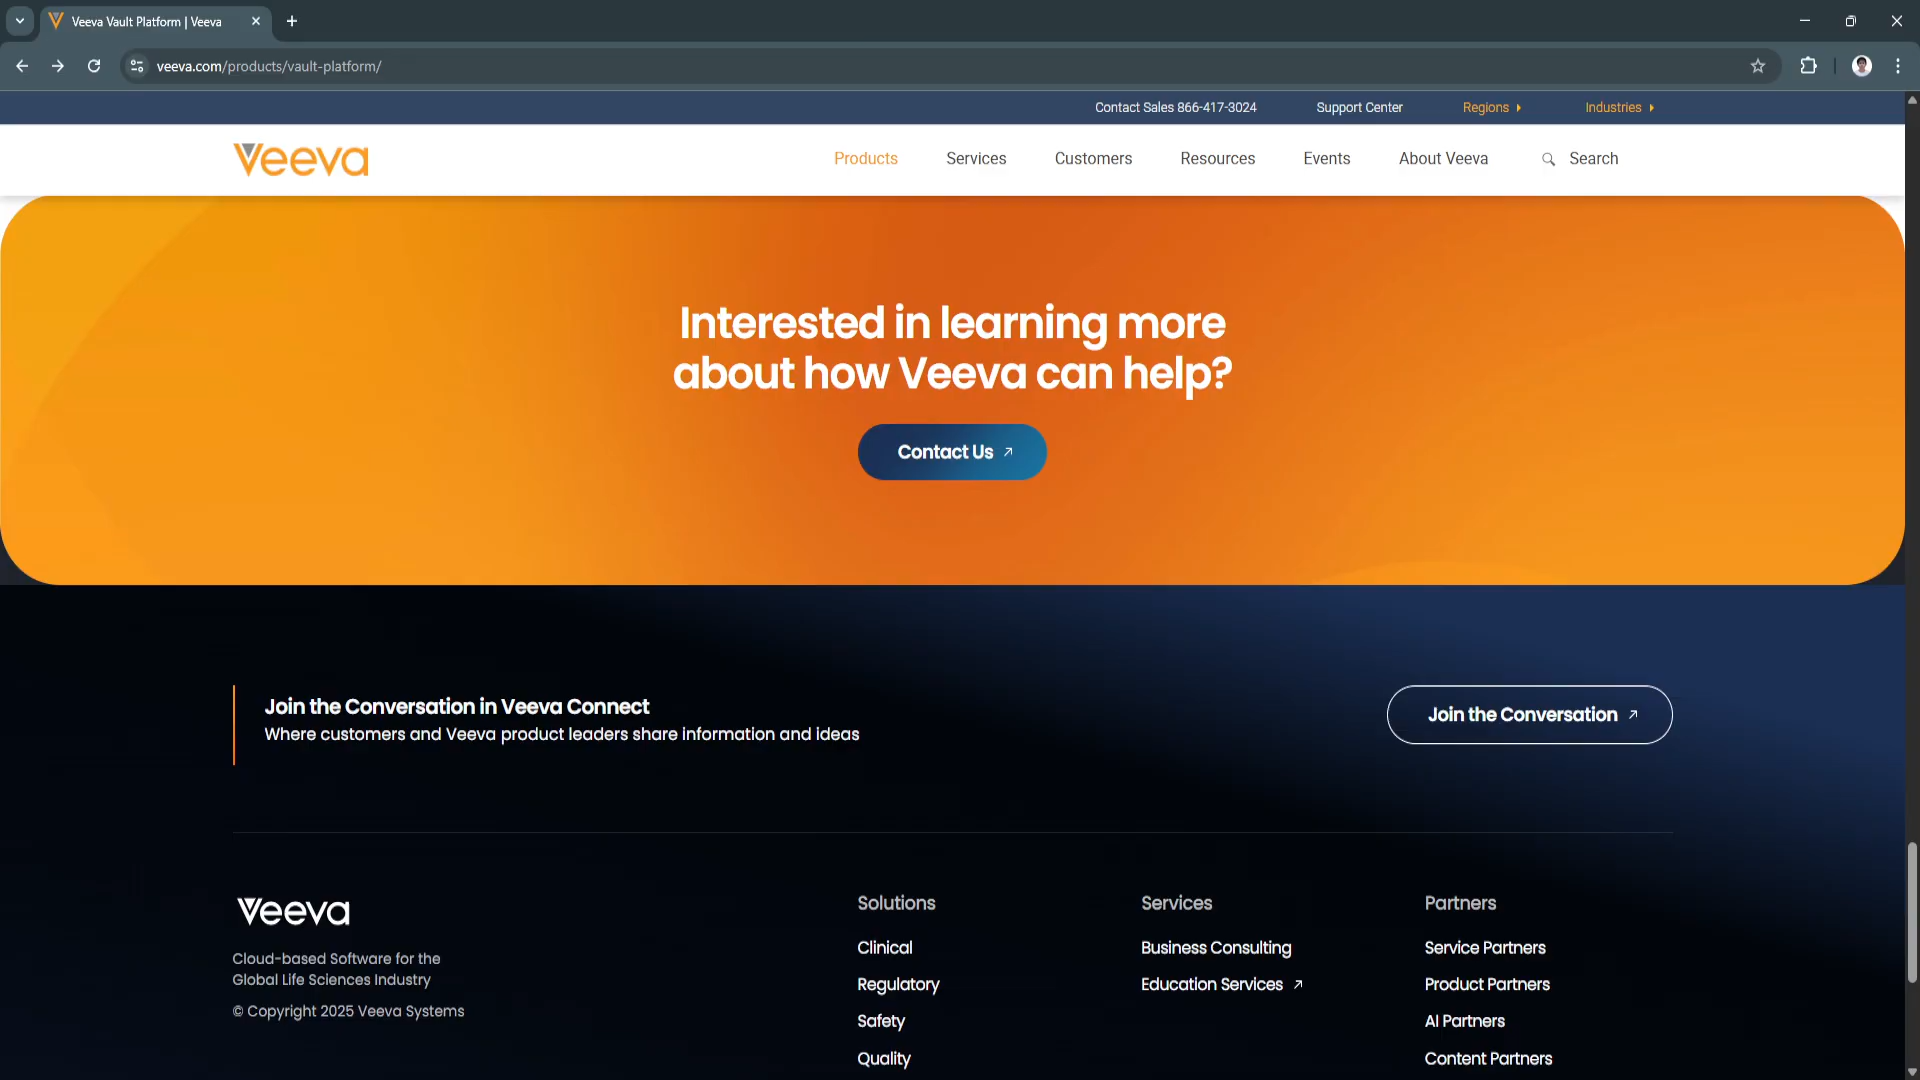 Veeva Vault Platform | Veeva
veeva.com/products/vault-platform/
Contact Sales 866-417-3024
Support Center
Regions
Industries
Veeva
Products
Services
Customers
Resources
Events
About Veeva
Search
Interested in learning more
about how Veeva can help?
Contact Us
Join the Conversation in Veeva Connect
Where customers and Veeva product leaders share information and ideas
Join the Conversation
Veeva
Cloud-based Software for the
Global Life Sciences Industry
© Copyright 2025 Veeva Systems
Solutions
Clinical
Regulatory
Safety
Quality
Services
Business Consulting
Education Services
Partners
Service Partners
Product Partners
AI Partners
Content Partners